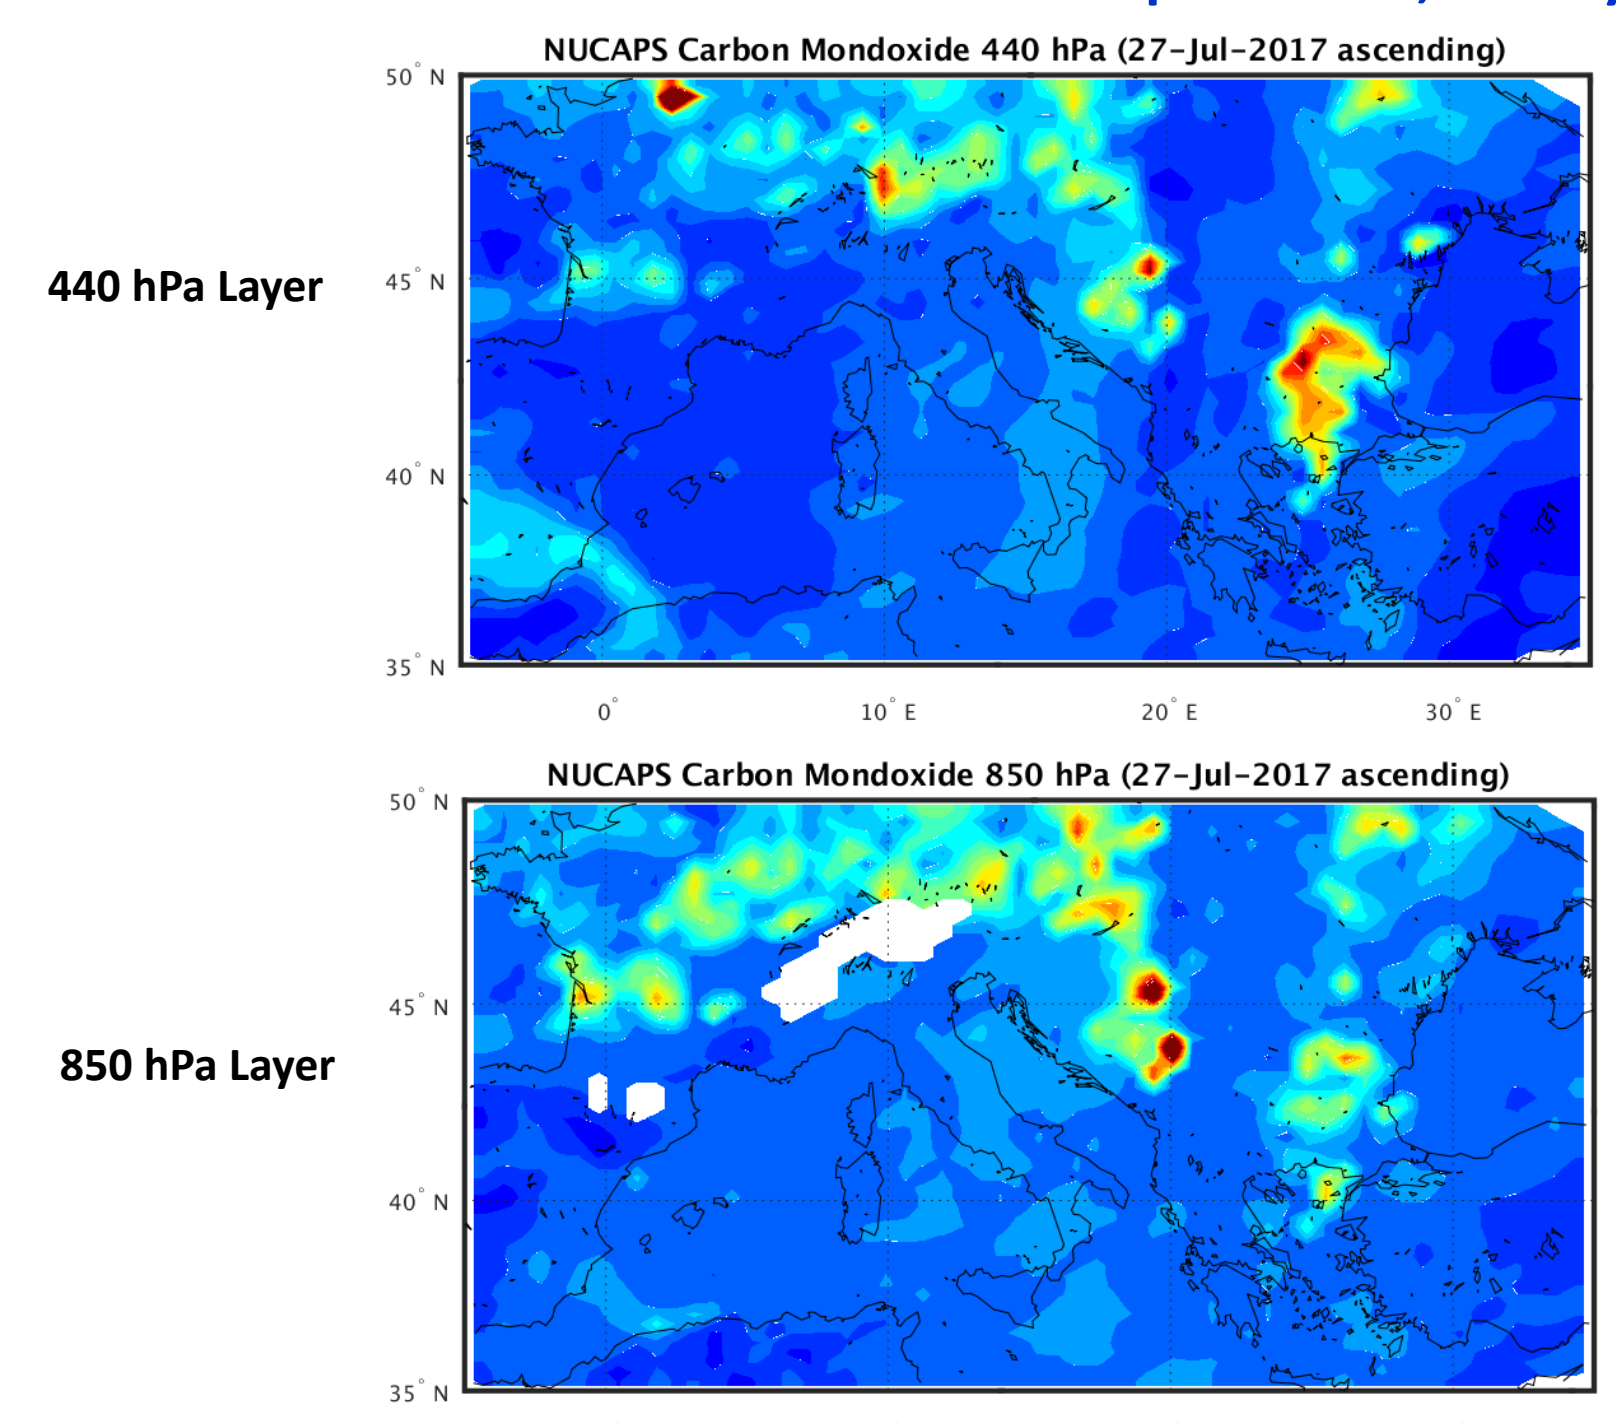 NUCAPS Carbon Mondoxide 440 hPa (27-Jul-2017 ascending)
50° N
440 hPa Layer
45° N
40° N
35° N
0° 10° E 20° E 30° E
NUCAPS Carbon Mondoxide 850 hPa (27-Jul-2017 ascending)
50° N
45° N
850 hPa Layer
40° N
35° N